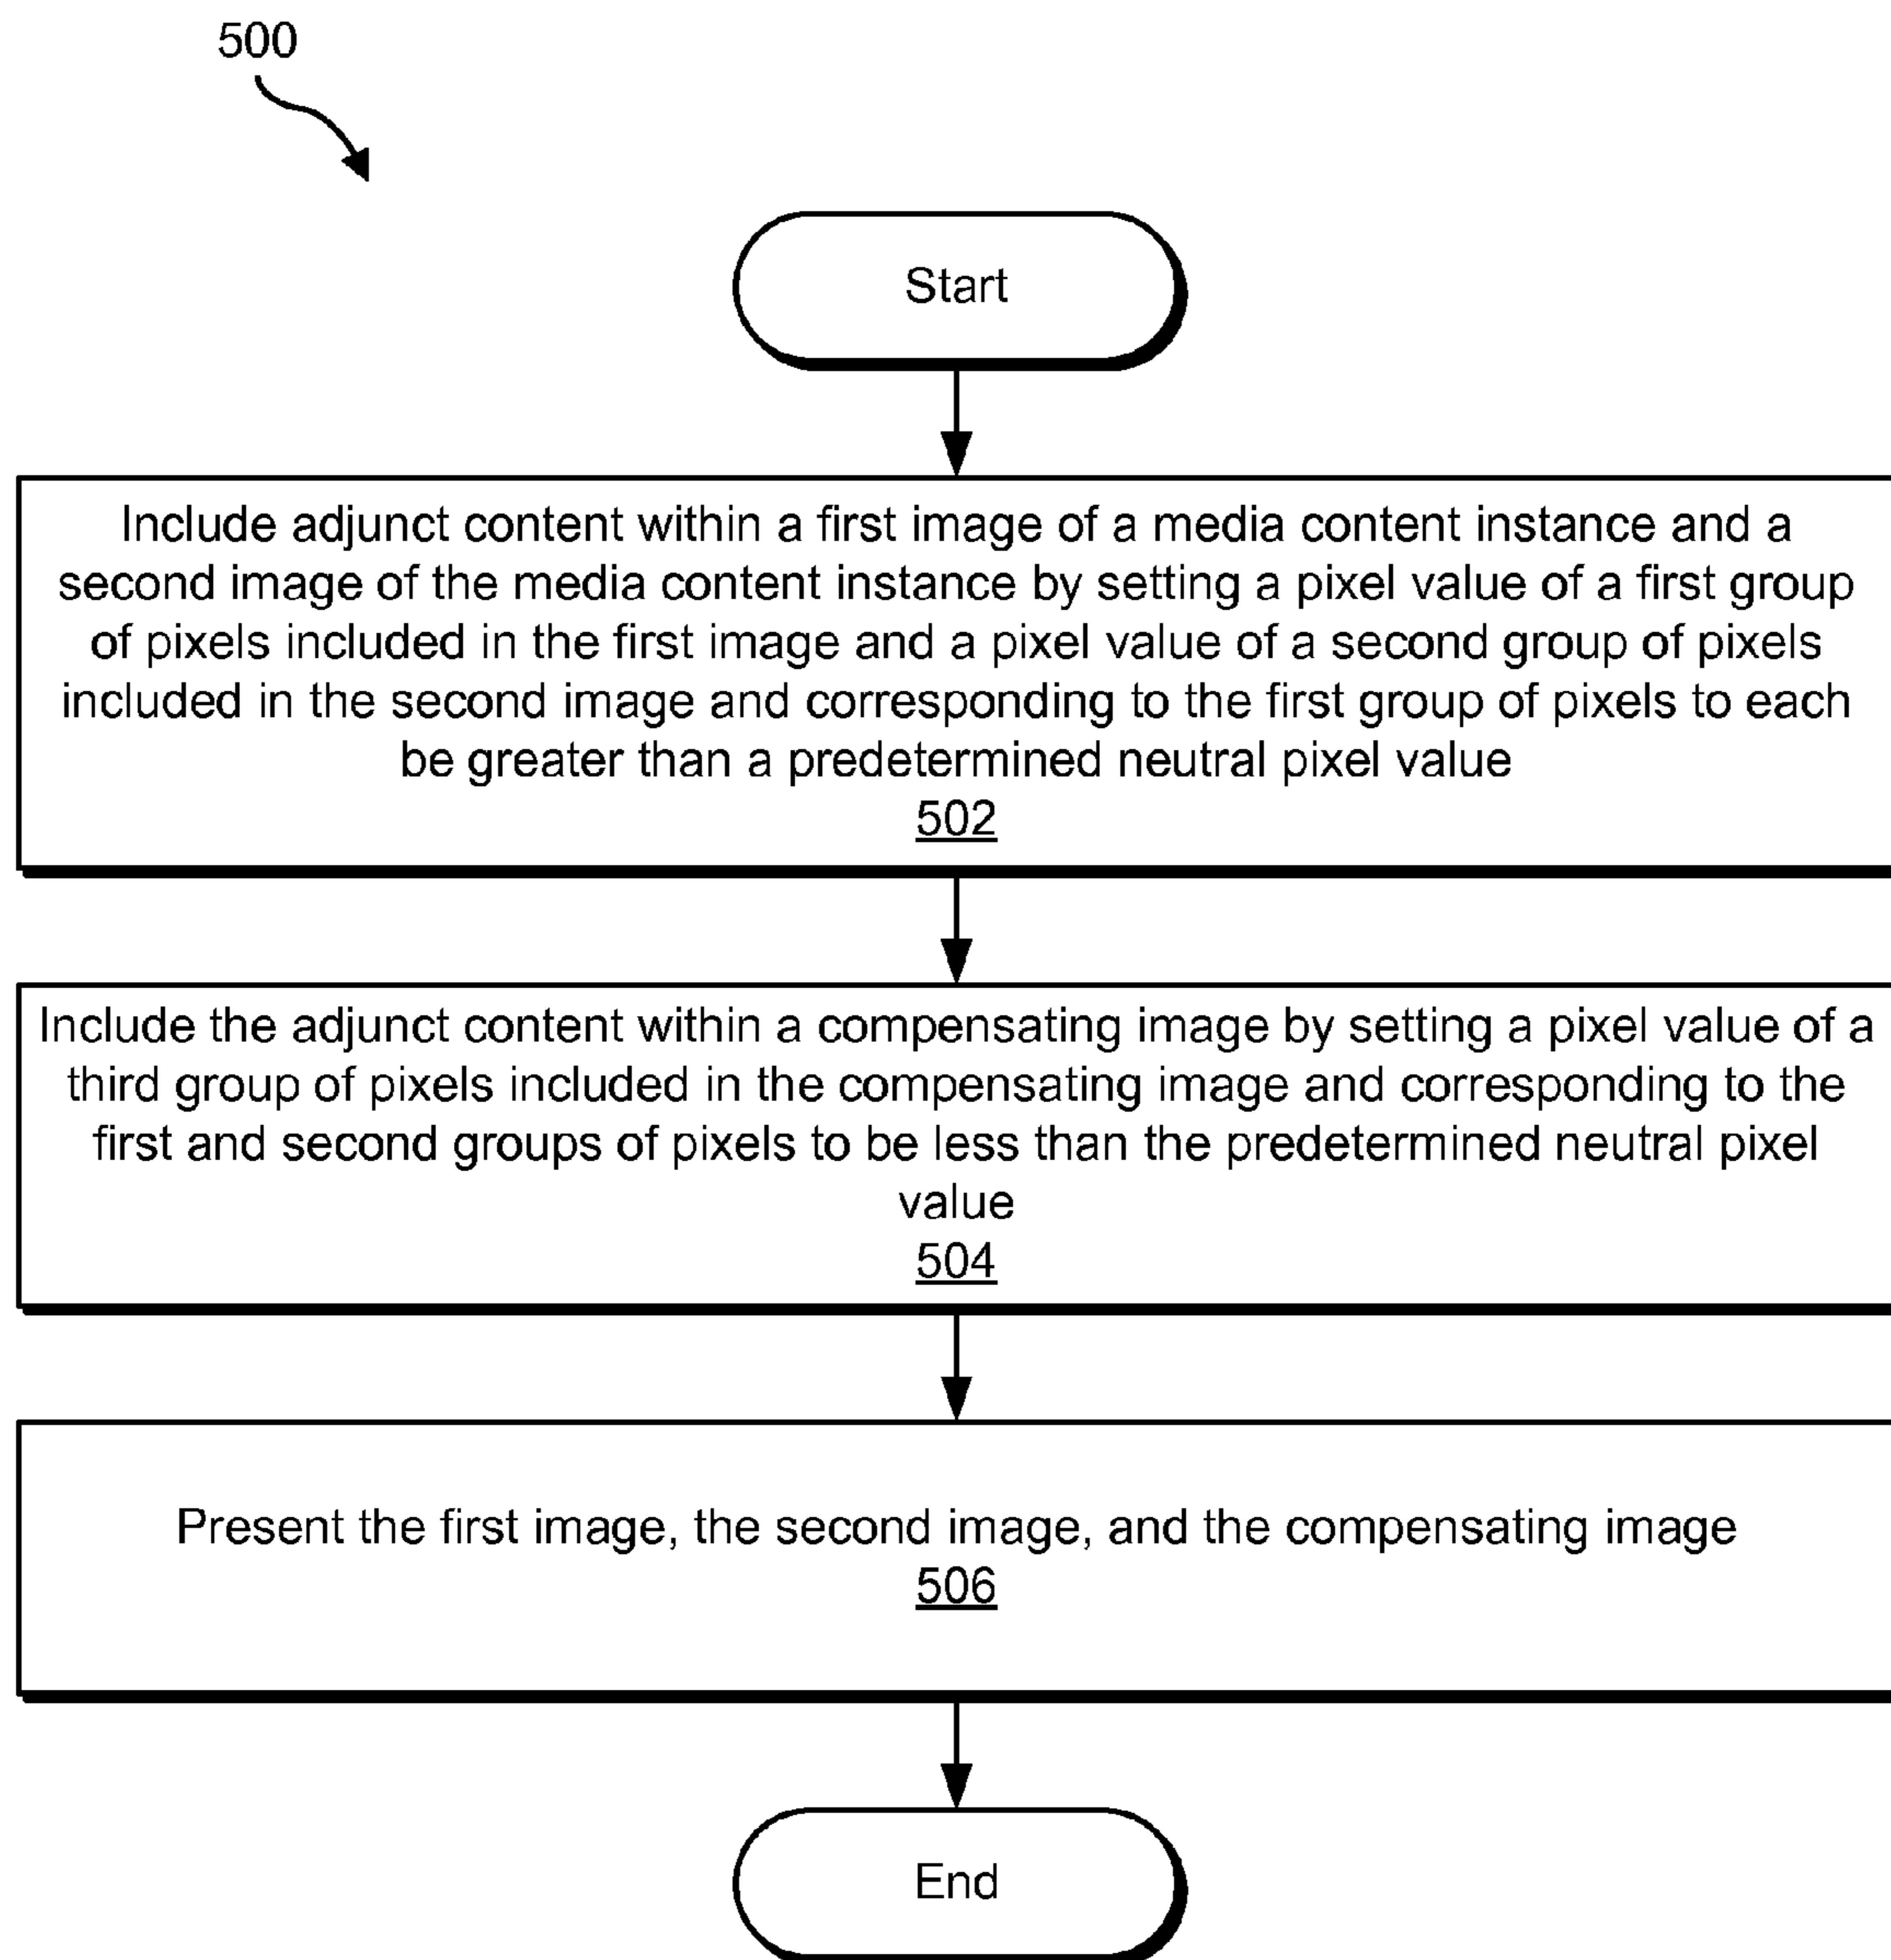 500
Start
Include adjunct content within a first image of a media content instance and a
second image of the media content instance by setting a pixel value of a first group
of pixels included in the first image and a pixel value of a second group of pixels
included in the second image and corresponding to the first group of pixels to each
be greater than a predetermined neutral pixel value
502
Include the adjunct content within a compensating image by setting a pixel value of a
third group of pixels included in the compensating image and corresponding to the
first and second groups of pixels to be less than the predetermined neutral pixel
value
504
Present the first image, the second image, and the compensating image
506
End